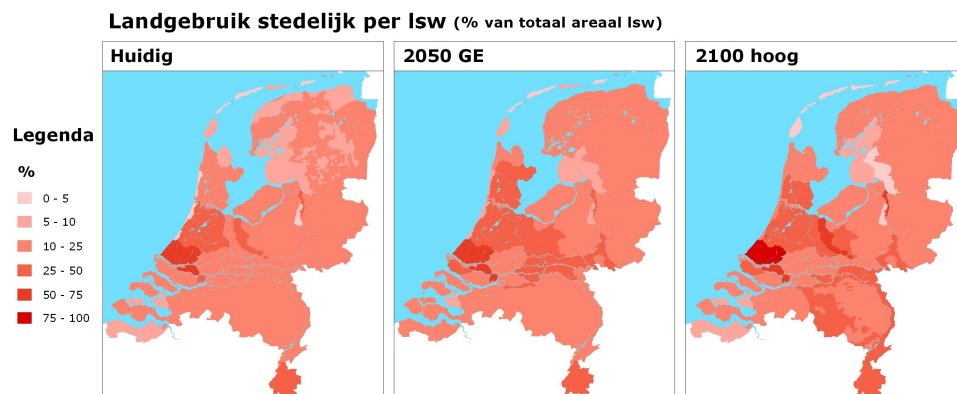 Landgebruik stedelijk per lsw (% van totaal areaal lsw)
Huidig
2050 GE
2100 hoog
Legenda
%
0 - 5
5 - 10
10 - 25
25 - 50
50 - 75
75 - 100